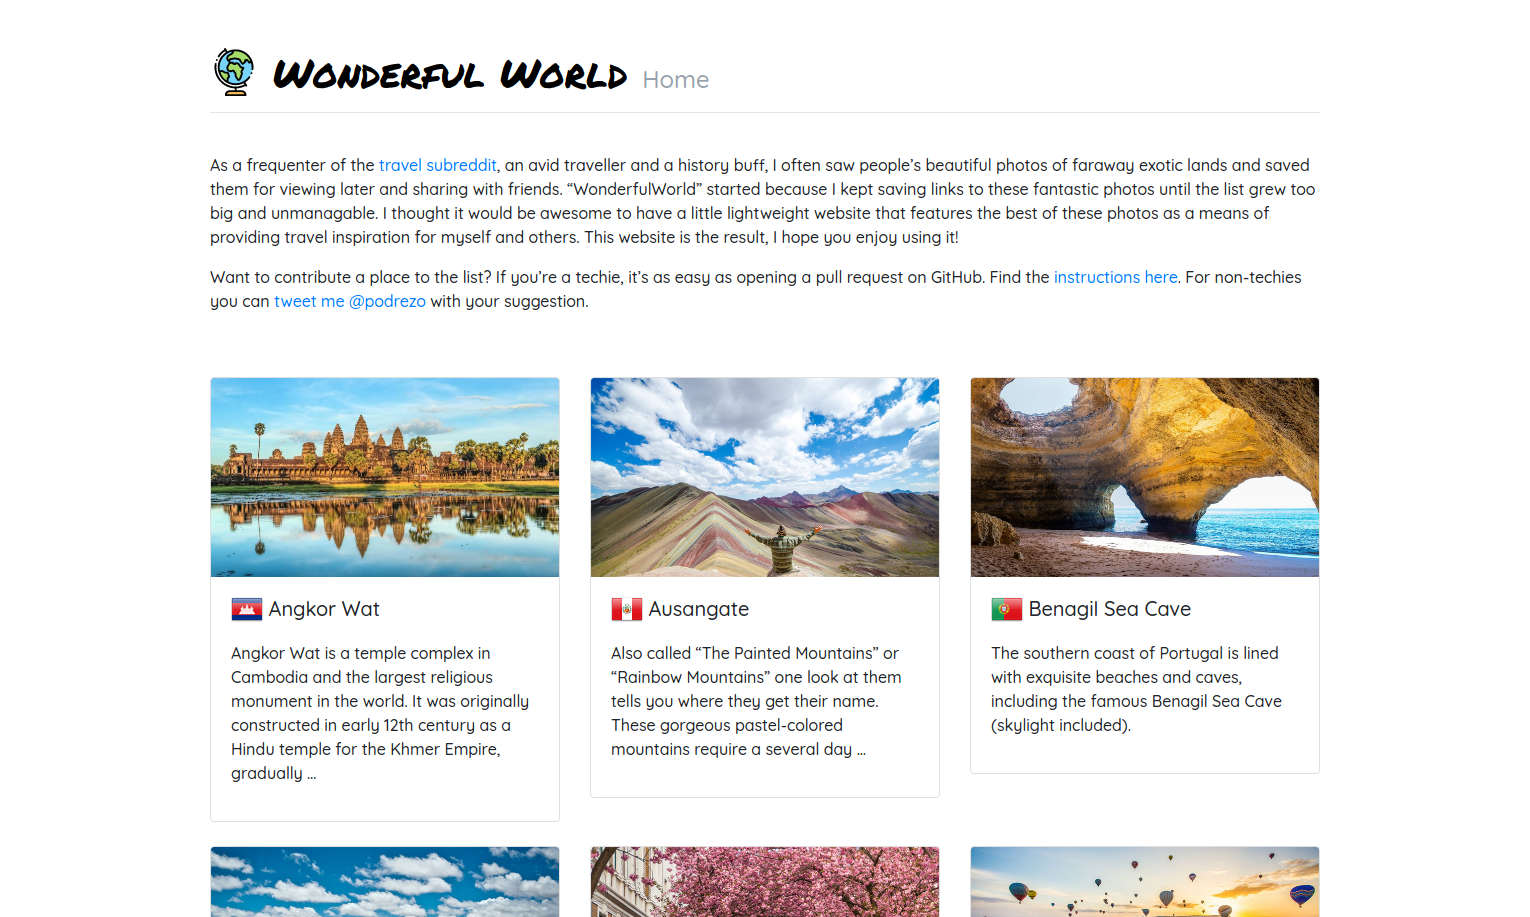 Wonderful World Home
As a frequenter of the travel subreddit, an avid traveller and a history buff, I often saw people’s beautiful photos of faraway exotic lands and saved
them for viewing later and sharing with friends. “WonderfulWorld” started because I kept saving links to these fantastic photos until the list grew too
big and unmanagable. I thought it would be awesome to have a little lightweight website that features the best of these photos as a means of
providing travel inspiration for myself and others. This website is the result, I hope you enjoy using it!
Want to contribute a place to the list? If you’re a techie, it’s as easy as opening a pull request on GitHub. Find the instructions here. For non-techies
you can tweet me @podrezo with your suggestion.
Angkor Wat
Angkor Wat is a temple complex in
Cambodia and the largest religious
monument in the world. It was originally
constructed in early 12th century as a
Hindu temple for the Khmer Empire,
gradually ...
Ausangate
Also called “The Painted Mountains” or
“Rainbow Mountains” one look at them
tells you where they get their name.
These gorgeous pastel-colored
mountains require a several day ...
Benagil Sea Cave
The southern coast of Portugal is lined
with exquisite beaches and caves,
including the famous Benagil Sea Cave
(skylight included).